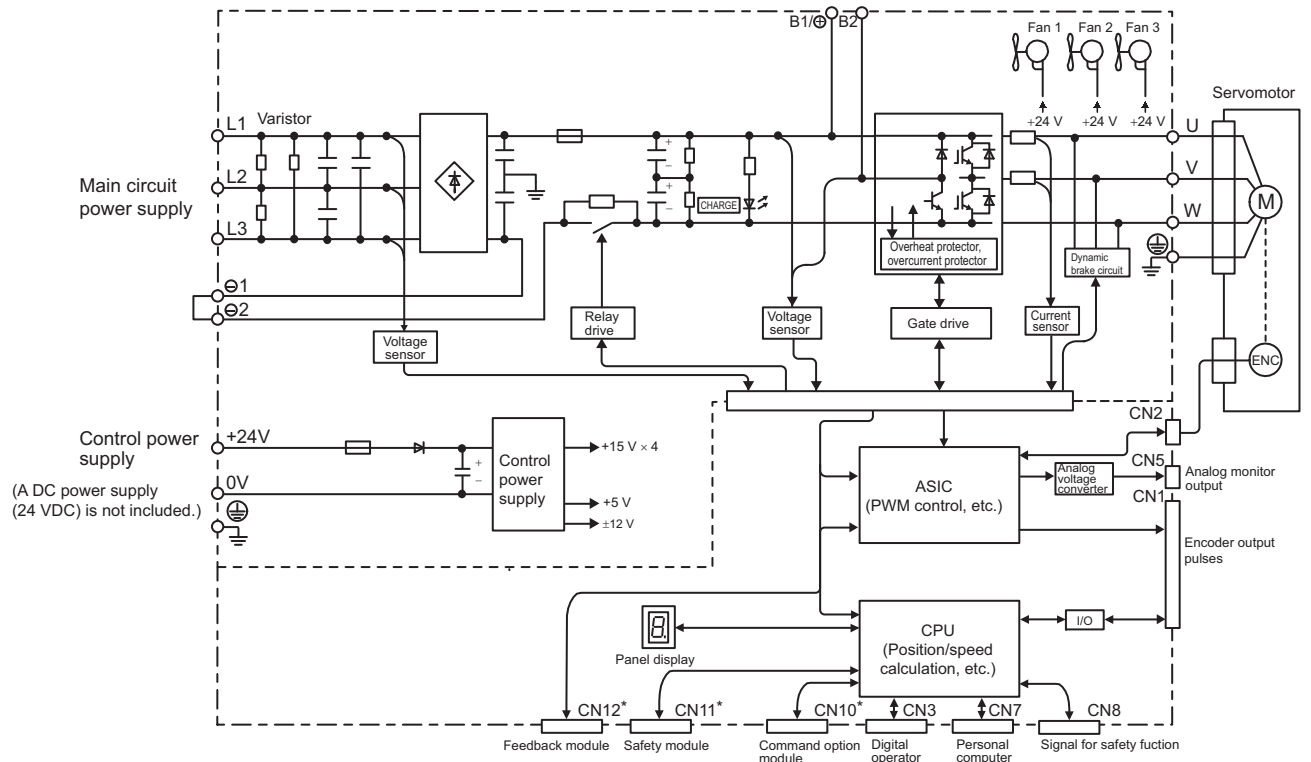 B1/⊕ B2
Fan 1
Fan 2
Fan 3
+24 V
+24 V
+24 V
Servomotor
Varistor
L1
L2
L3
Main circuit
power supply
U
V
W
M
+
–
+
–
CHARGE
Overheat protector,
overcurrent protector
Dynamic
brake circuit
⊖1
⊖2
Voltage
sensor
Relay
drive
Voltage
sensor
Gate drive
Current
sensor
ENC
Control power
supply
(A DC power supply
(24 VDC) is not included.)
+24V
0V
+
–
Control
power
supply
+15 V × 4
+5 V
±12 V
ASIC
(PWM control, etc.)
Analog
voltage
converter
CN2
CN5
CN1
Analog monitor
output
Encoder output
pulses
8.
Panel display
CPU
(Position/speed
calculation, etc.)
I/O
CN12*
CN11*
CN10*
CN3
CN7
CN8
Feedback module
Safety module
Command option
module
Digital
operator
Personal
computer
Signal for safety fuction